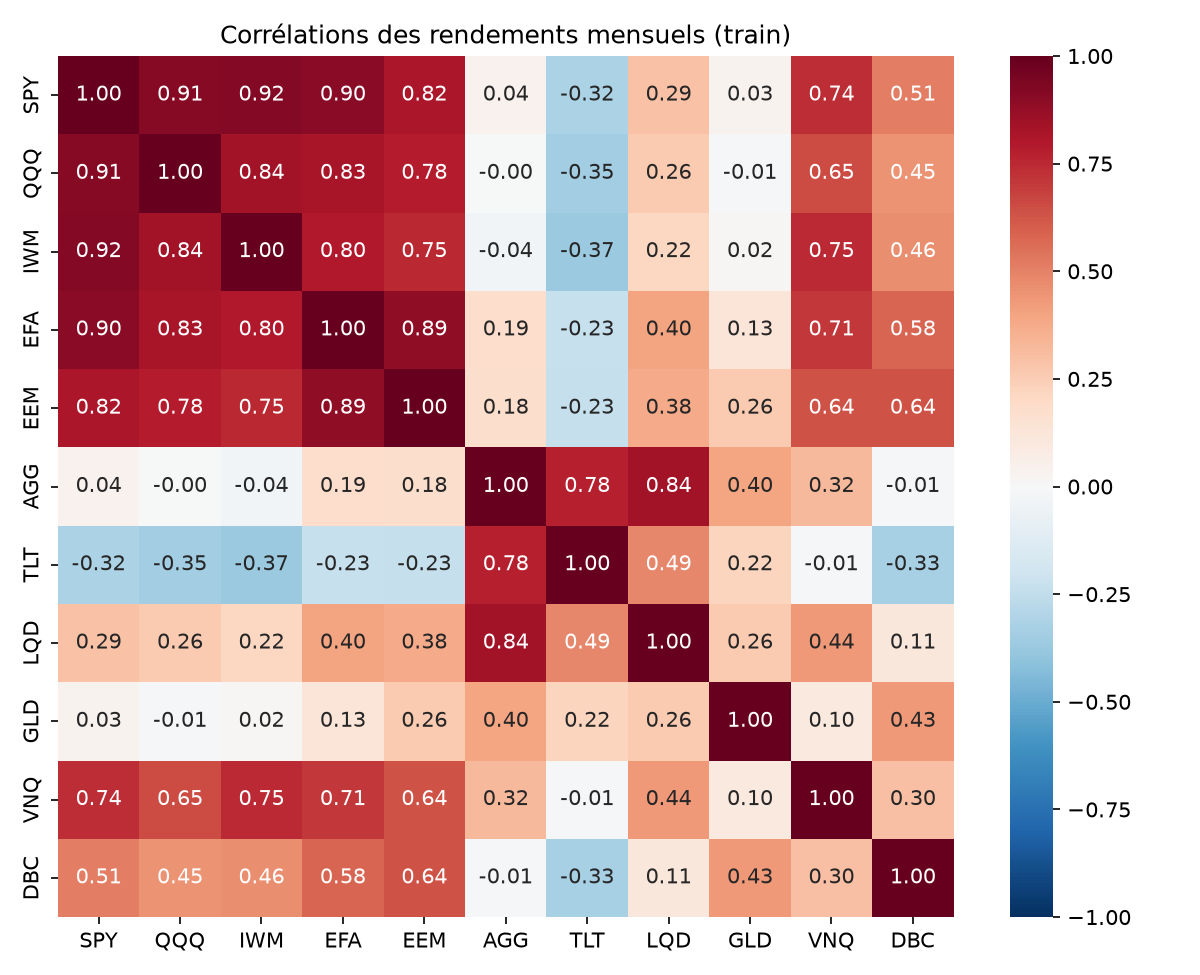 Corrélations des rendements mensuels (train)
SPY 1.00 0.91 0.92 0.90 0.82 0.04 -0.32 0.29 0.03 0.74 0.51
QQQ 0.91 1.00 0.84 0.83 0.78 -0.00 -0.35 0.26 -0.01 0.65 0.45
IWM 0.92 0.84 1.00 0.80 0.75 -0.04 -0.37 0.22 0.02 0.75 0.46
EFA 0.90 0.83 0.80 1.00 0.89 0.19 -0.23 0.40 0.13 0.71 0.58
EEM 0.82 0.78 0.75 0.89 1.00 0.18 -0.23 0.38 0.26 0.64 0.64
AGG 0.04 -0.00 -0.04 0.19 0.18 1.00 0.78 0.84 0.40 0.32 -0.01
TLT -0.32 -0.35 -0.37 -0.23 -0.23 0.78 1.00 0.49 0.22 -0.01 -0.33
LQD 0.29 0.26 0.22 0.40 0.38 0.84 0.49 1.00 0.26 0.44 0.11
GLD 0.03 -0.01 0.02 0.13 0.26 0.40 0.22 0.26 1.00 0.10 0.43
VNQ 0.74 0.65 0.75 0.71 0.64 0.32 -0.01 0.44 0.10 1.00 0.30
DBC 0.51 0.45 0.46 0.58 0.64 -0.01 -0.33 0.11 0.43 0.30 1.00
SPY QQQ IWM EFA EEM AGG TLT LQD GLD VNQ DBC
1.00
0.75
0.50
0.25
0.00
−0.25
−0.50
−0.75
−1.00